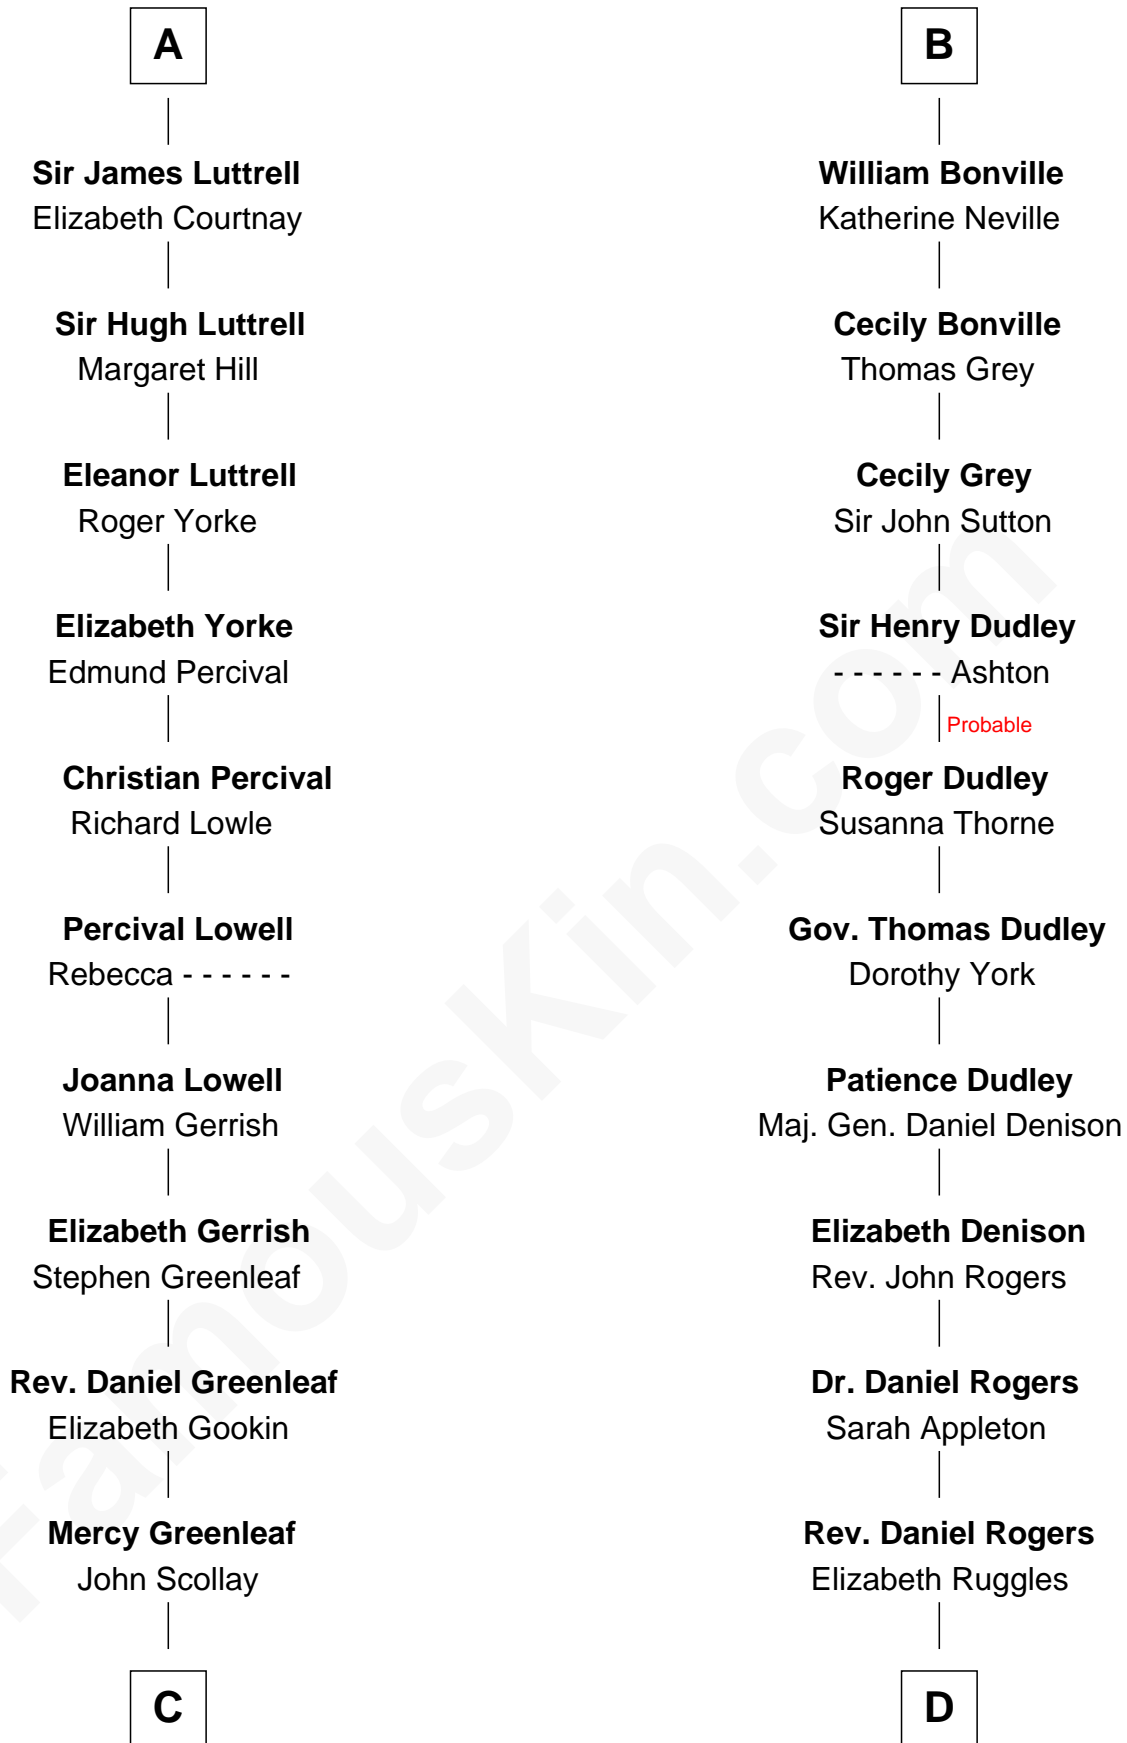 A
Sir James Luttrell
Elizabeth Courtnay
Sir Hugh Luttrell
Margaret Hill
Eleanor Luttrell
Roger Yorke
Elizabeth Yorke
Edmund Percival
Christian Percival
Richard Lowle
Percival Lowell
Rebecca - - - - - -
Joanna Lowell
William Gerrish
Elizabeth Gerrish
Stephen Greenleaf
Rev. Daniel Greenleaf
Elizabeth Gookin
Mercy Greenleaf
John Scollay
C
B
William Bonville
Katherine Neville
Cecily Bonville
Thomas Grey
Cecily Grey
Sir John Sutton
Sir Henry Dudley
- - - - - - Ashton
Probable
Roger Dudley
Susanna Thorne
Gov. Thomas Dudley
Dorothy York
Patience Dudley
Maj. Gen. Daniel Denison
Elizabeth Denison
Rev. John Rogers
Dr. Daniel Rogers
Sarah Appleton
Rev. Daniel Rogers
Elizabeth Ruggles
D
FamousKin.com